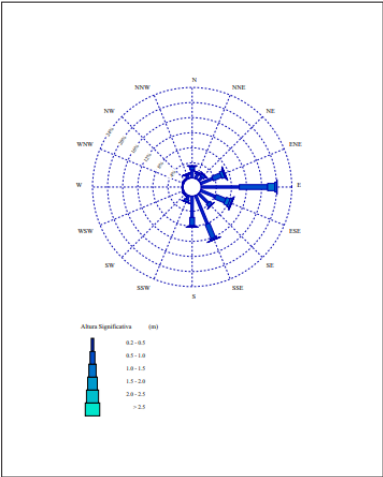 N
NNW NNE
NW NE
WNW ENE
W E
WSW ESE
SW SE
SSW SSE
S
Altura Significativa (m)
0.2 - 0.5
0.5 - 1.0
1.0 - 1.5
1.5 - 2.0
2.0 - 2.5
> 2.5